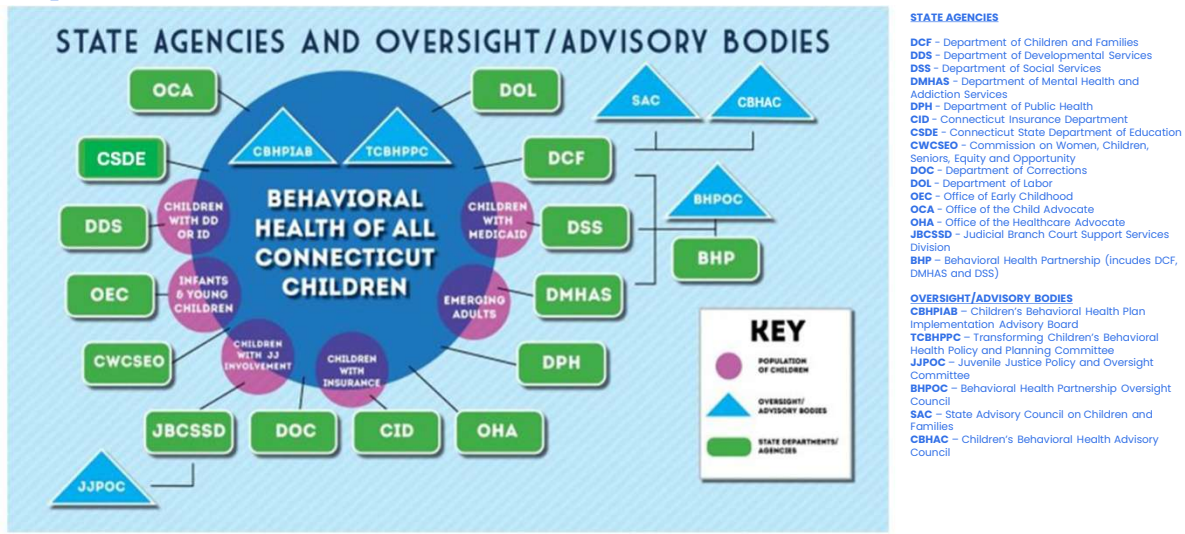 STATE AGENCIES AND OVERSIGHT/ADVISORY BODIES
OCA
DOL
SAC
CBHAC
CBHPIAB
TCBHPPC
CSDE
DCF
BEHAVIORAL
HEALTH OF ALL
CONNECTICUT
CHILDREN
CHILDREN
WITH DD
OR ID
CHILDREN
WITH
MEDICAID
BHPOC
DDS
DSS
BHP
OEC
INFANTS
& YOUNG
CHILDREN
EMERGING
ADULTS
DMHAS
CWCSEO
CHILDREN
WITH JJ
INVOLVEMENT
CHILDREN
WITH
INSURANCE
DPH
JBCSSD
DOC
CID
OHA
JJPOC
KEY
POPULATION
OF CHILDREN
OVERSIGHT/
ADVISORY BODIES
STATE DEPARTMENTS/
AGENCIES
STATE AGENCIES
DCF - Department of Children and Families
DDS - Department of Developmental Services
DSS - Department of Social Services
DMHAS - Department of Mental Health and
Addiction Services
DPH - Department of Public Health
CID - Connecticut Insurance Department
CSDE - Connecticut State Department of Education
CWCSEO - Commission on Women, Children,
Seniors, Equity and Opportunity
DOC - Department of Corrections
DOL - Department of Labor
OEC - Office of Early Childhood
OCA - Office of the Child Advocate
OHA - Office of the Healthcare Advocate
JBCSSD – Judicial Branch Court Support Services
Division
BHP – Behavioral Health Partnership (incudes DCF,
DMHAS and DSS)
OVERSIGHT/ADVISORY BODIES
CBHPIAB – Children's Behavioral Health Plan
Implementation Advisory Board
TCBHPPC – Transforming Children's Behavioral
Health Policy and Planning Committee
JJPOC – Juvenile Justice Policy and Oversight
Committee
BHPOC – Behavioral Health Partnership Oversight
Council
SAC – State Advisory Council on Children and
Families
CBHAC – Children's Behavioral Health Advisory
Council